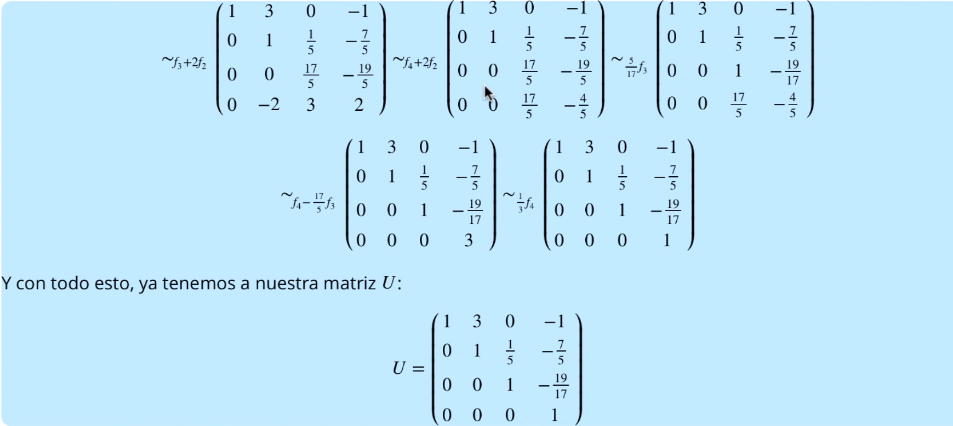 $\sim_{f_3+2f_2} \begin{pmatrix} 1 & 3 & 0 & -1 \\ 0 & 1 & \frac{1}{5} & -\frac{7}{5} \\ 0 & 0 & \frac{17}{5} & -\frac{19}{5} \\ 0 & -2 & 3 & 2 \end{pmatrix} \sim_{f_4+2f_2} \begin{pmatrix} 1 & 3 & 0 & -1 \\ 0 & 1 & \frac{1}{5} & -\frac{7}{5} \\ 0 & 0 & \frac{17}{5} & -\frac{19}{5} \\ 0 & 0 & \frac{17}{5} & -\frac{4}{5} \end{pmatrix} \sim_{\frac{5}{17}f_3} \begin{pmatrix} 1 & 3 & 0 & -1 \\ 0 & 1 & \frac{1}{5} & -\frac{7}{5} \\ 0 & 0 & 1 & -\frac{19}{17} \\ 0 & 0 & \frac{17}{5} & -\frac{4}{5} \end{pmatrix}$
$\sim_{f_4-\frac{17}{5}f_3} \begin{pmatrix} 1 & 3 & 0 & -1 \\ 0 & 1 & \frac{1}{5} & -\frac{7}{5} \\ 0 & 0 & 1 & -\frac{19}{17} \\ 0 & 0 & 0 & 3 \end{pmatrix} \sim_{\frac{1}{3}f_4} \begin{pmatrix} 1 & 3 & 0 & -1 \\ 0 & 1 & \frac{1}{5} & -\frac{7}{5} \\ 0 & 0 & 1 & -\frac{19}{17} \\ 0 & 0 & 0 & 1 \end{pmatrix}$
Y con todo esto, ya tenemos a nuestra matriz $U$:
$U = \begin{pmatrix} 1 & 3 & 0 & -1 \\ 0 & 1 & \frac{1}{5} & -\frac{7}{5} \\ 0 & 0 & 1 & -\frac{19}{17} \\ 0 & 0 & 0 & 1 \end{pmatrix}$